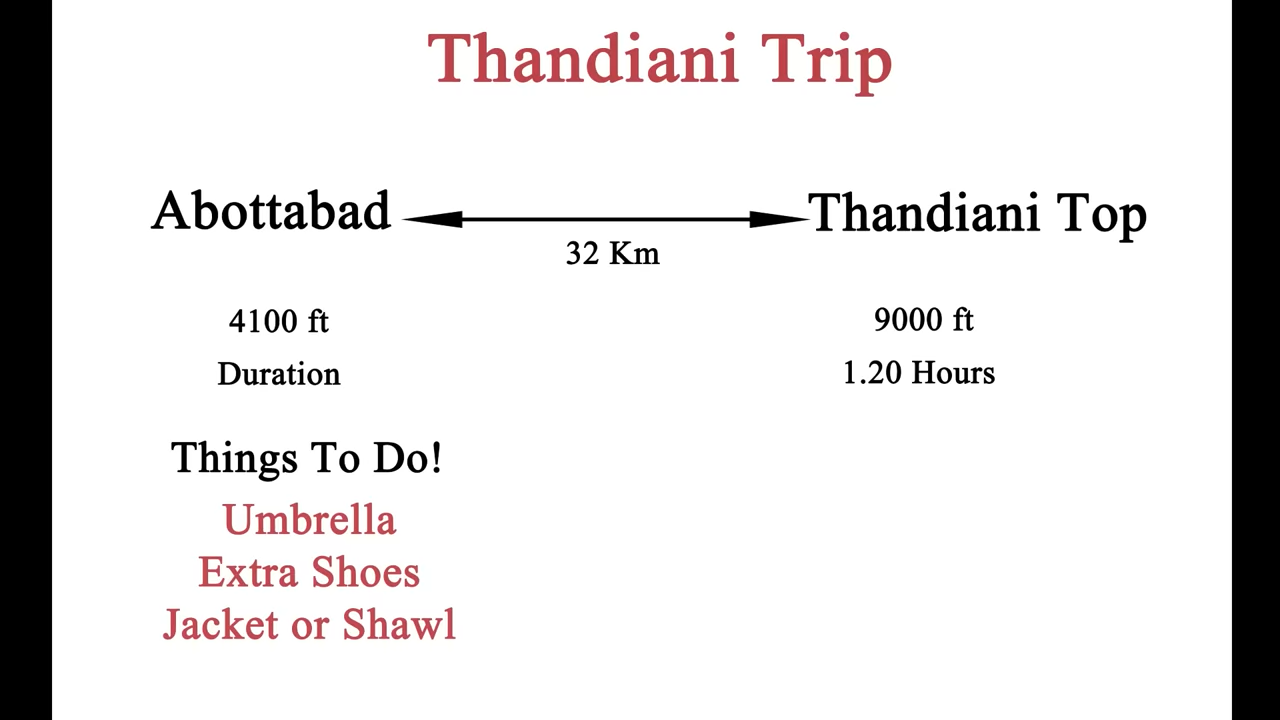 Thandiani Trip
Abottabad Thandiani Top
32 Km
4100 ft 9000 ft
Duration 1.20 Hours
Things To Do!
Umbrella
Extra Shoes
Jacket or Shawl